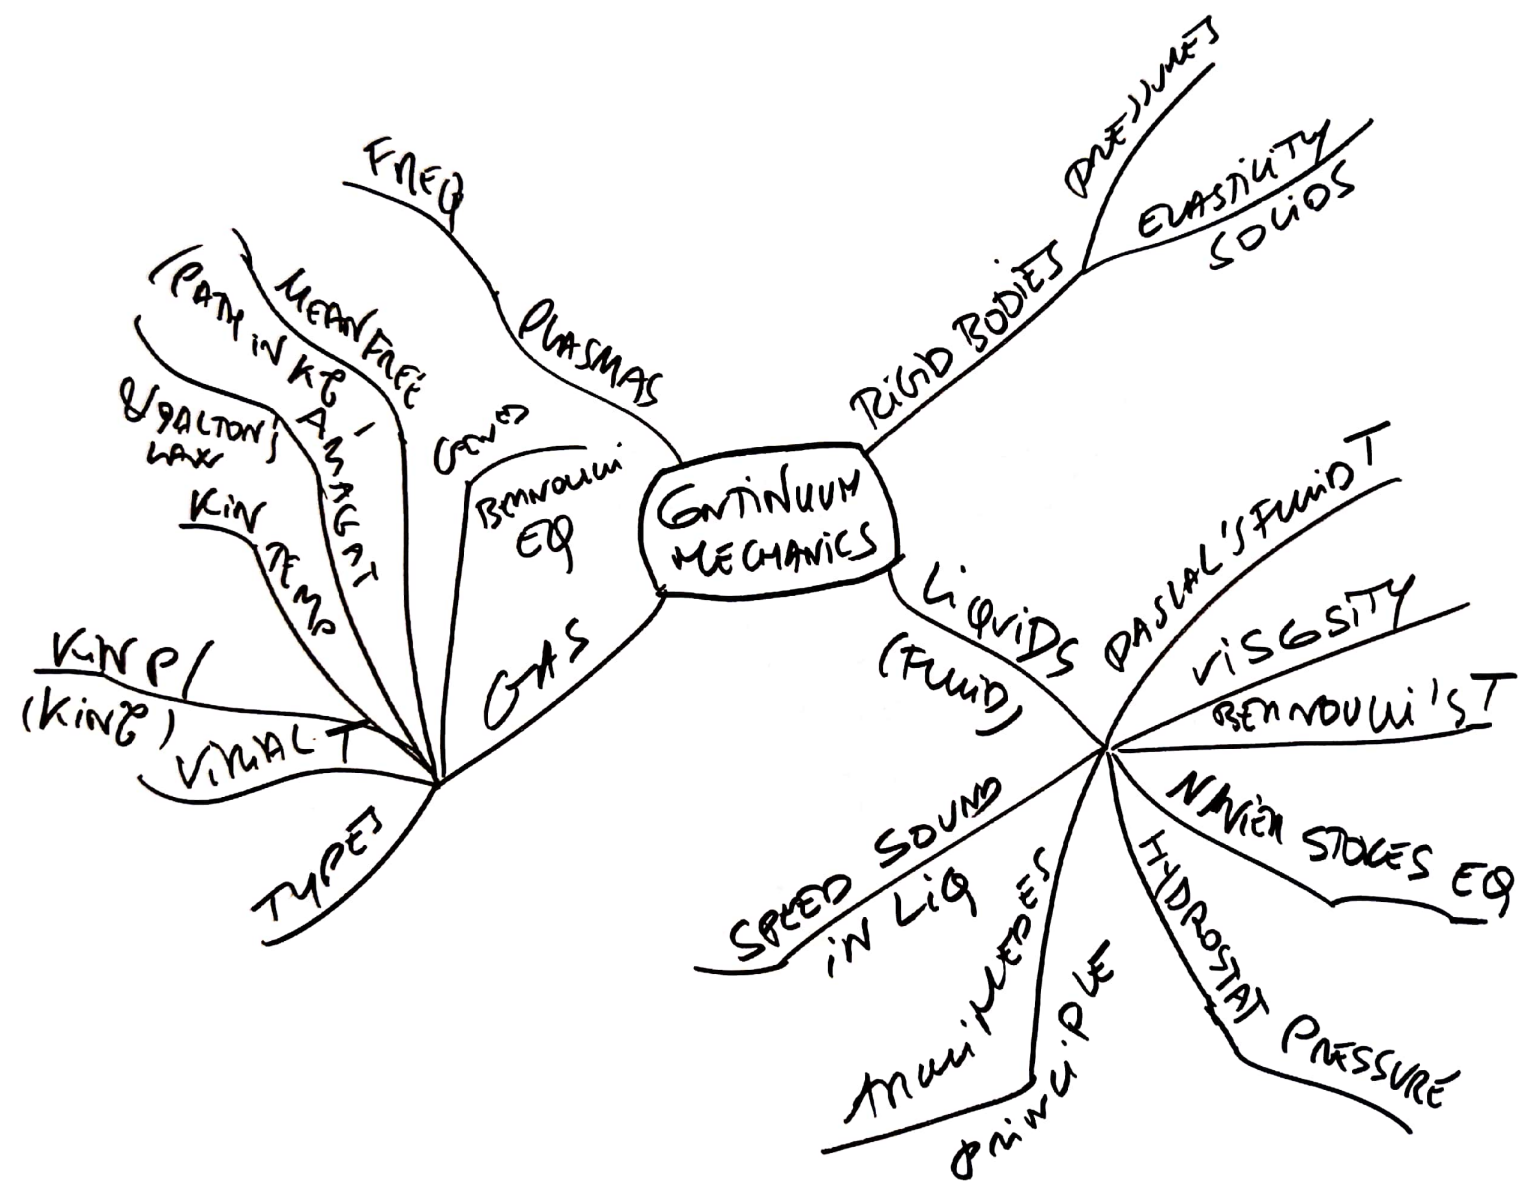 CONTINUUM
MECHANICS
RIGID BODIES
PRESSURES
ELASTICITY
SOLIDS
LIQUIDS
(FLUID)
PASCAL'S FLUID T
VISCOSITY
BERNOULLI'S T
NAVIER STOKES EQ
HYDROSTAT PRESSURE
ARCHIMEDES
PRINCIPLE
SPEED SOUND
IN LIQ
GAS
TYPES
VIRIAL T
KIN P/
KIN
TEMP
& DALTON'S
LAW
AMAGAT
MEAN FREE
PATH IN
BERNOULLI
EQ
PLASMAS
FREQ